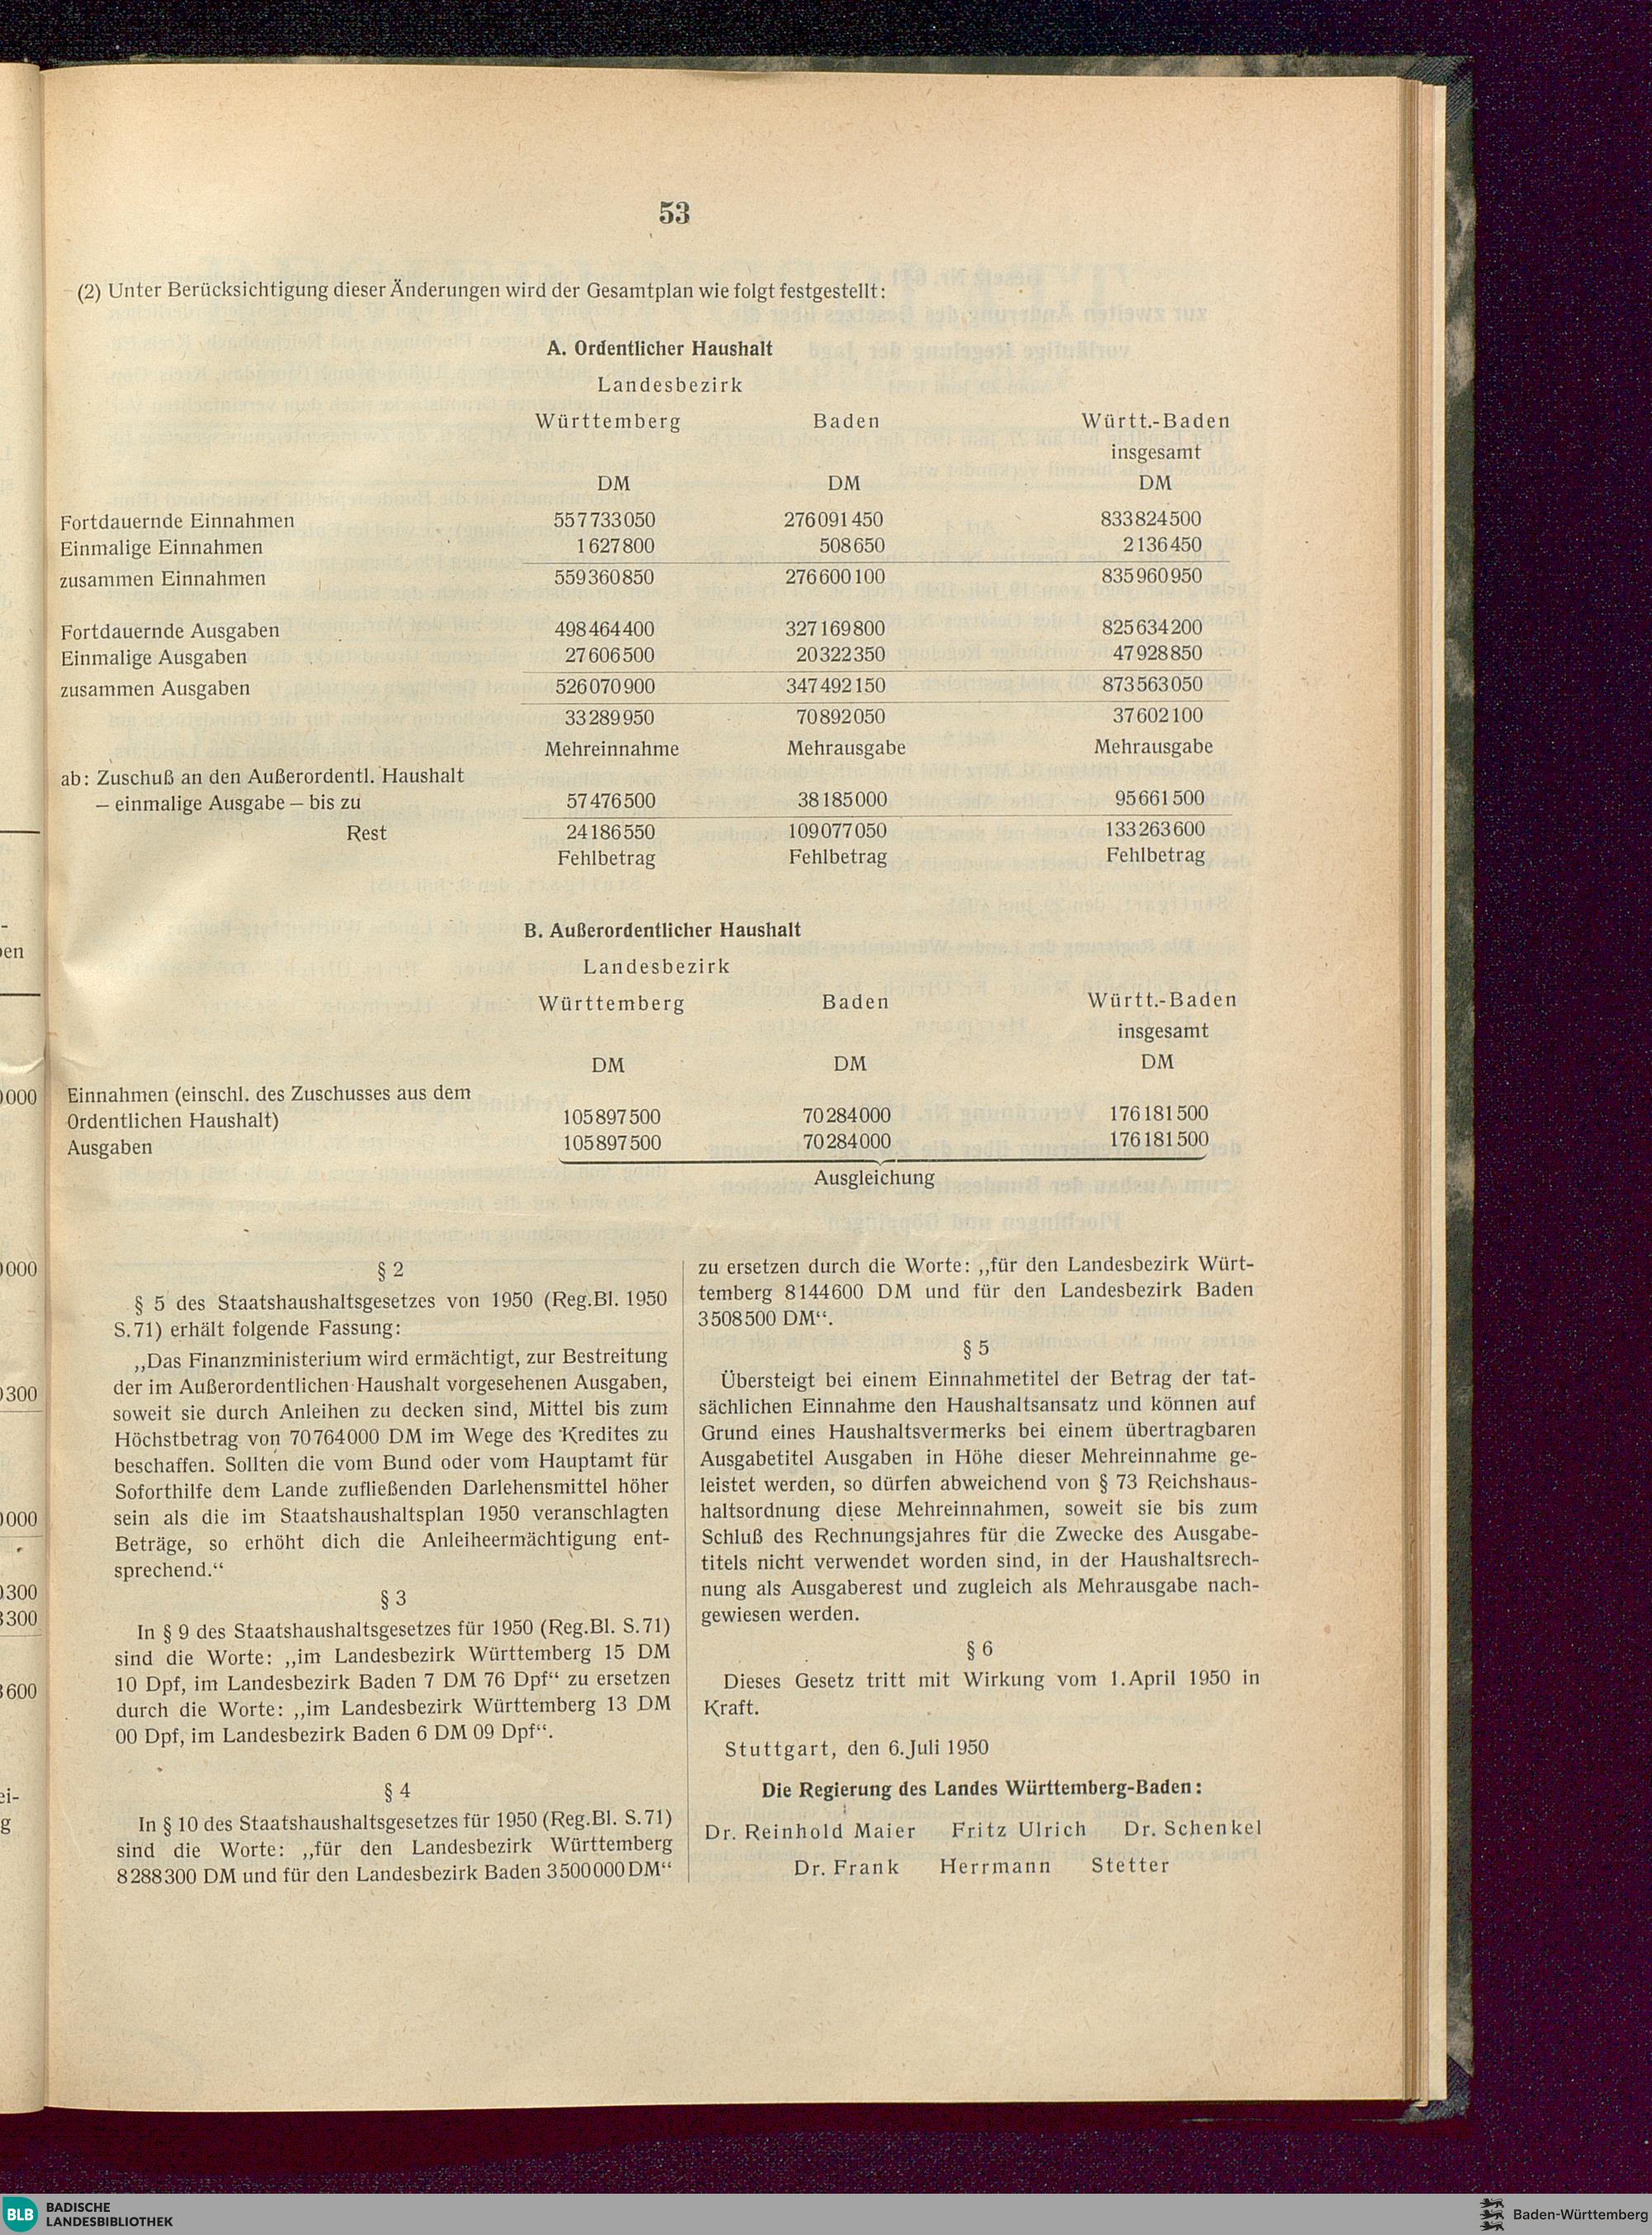 53
(2) Unter Berücksichtigung dieser Änderungen wird der Gesamtplan wie folgt festgestellt:
A. Ordentlicher Haushalt
Landesbezirk
Württemberg Baden Württ.-Baden
insgesamt
DM DM DM
Fortdauernde Einnahmen 557733050 276091450 833824500
Einmalige Einnahmen 1627800 508650 2136450
zusammen Einnahmen 559360850 276600100 835960950
Fortdauernde Ausgaben 498464400 327169800 825634200
Einmalige Ausgaben 27606500 20322350 47928850
zusammen Ausgaben 526070900 347492150 873563050
33289950 70892050 37602100
Mehreinnahme Mehrausgabe Mehrausgabe
ab: Zuschuß an den Außerordentl. Haushalt
– einmalige Ausgabe – bis zu 57476500 38185000 95661500
Rest 24186550 109077050 133263600
Fehlbetrag Fehlbetrag Fehlbetrag
B. Außerordentlicher Haushalt
Landesbezirk
Württemberg Baden Württ.-Baden
insgesamt
DM DM DM
Einnahmen (einschl. des Zuschusses aus dem
Ordentlichen Haushalt) 105897500 70284000 176181500
Ausgaben 105897500 70284000 176181500
Ausgleichung
§ 2
§ 5 des Staatshaushaltsgesetzes von 1950 (Reg.Bl. 1950
S. 71) erhält folgende Fassung:
„Das Finanzministerium wird ermächtigt, zur Bestreitung
der im Außerordentlichen Haushalt vorgesehenen Ausgaben,
soweit sie durch Anleihen zu decken sind, Mittel bis zum
Höchstbetrag von 70764000 DM im Wege des Kredites zu
beschaffen. Sollten die vom Bund oder vom Hauptamt für
Soforthilfe dem Lande zufließenden Darlehensmittel höher
sein als die im Staatshaushaltsplan 1950 veranschlagten
Beträge, so erhöht dich die Anleiheermächtigung ent-
sprechend.“
§ 3
In § 9 des Staatshaushaltsgesetzes für 1950 (Reg.Bl. S. 71)
sind die Worte: „im Landesbezirk Württemberg 15 DM
10 Dpf, im Landesbezirk Baden 7 DM 76 Dpf“ zu ersetzen
durch die Worte: „im Landesbezirk Württemberg 13 DM
00 Dpf, im Landesbezirk Baden 6 DM 09 Dpf“.
§ 4
In § 10 des Staatshaushaltsgesetzes für 1950 (Reg.Bl. S. 71)
sind die Worte: „für den Landesbezirk Württemberg
8288300 DM und für den Landesbezirk Baden 3500000 DM“
zu ersetzen durch die Worte: „für den Landesbezirk Würt-
temberg 8144600 DM und für den Landesbezirk Baden
3508500 DM“.
§ 5
Übersteigt bei einem Einnahmetitel der Betrag der tat-
sächlichen Einnahme den Haushaltsansatz und können auf
Grund eines Haushaltsvermerks bei einem übertragbaren
Ausgabetitel Ausgaben in Höhe dieser Mehreinnahme ge-
leistet werden, so dürfen abweichend von § 73 Reichshaus-
haltsordnung diese Mehreinnahmen, soweit sie bis zum
Schluß des Rechnungsjahres für die Zwecke des Ausgabe-
titels nicht verwendet worden sind, in der Haushaltsrech-
nung als Ausgaberest und zugleich als Mehrausgabe nach-
gewiesen werden.
§ 6
Dieses Gesetz tritt mit Wirkung vom 1. April 1950 in
Kraft.
Stuttgart, den 6. Juli 1950
Die Regierung des Landes Württemberg-Baden:
Dr. Reinhold Maier Fritz Ulrich Dr. Schenkel
Dr. Frank Herrmann Stetter
BLB BADISCHE
LANDESBIBLIOTHEK
Baden-Württemberg